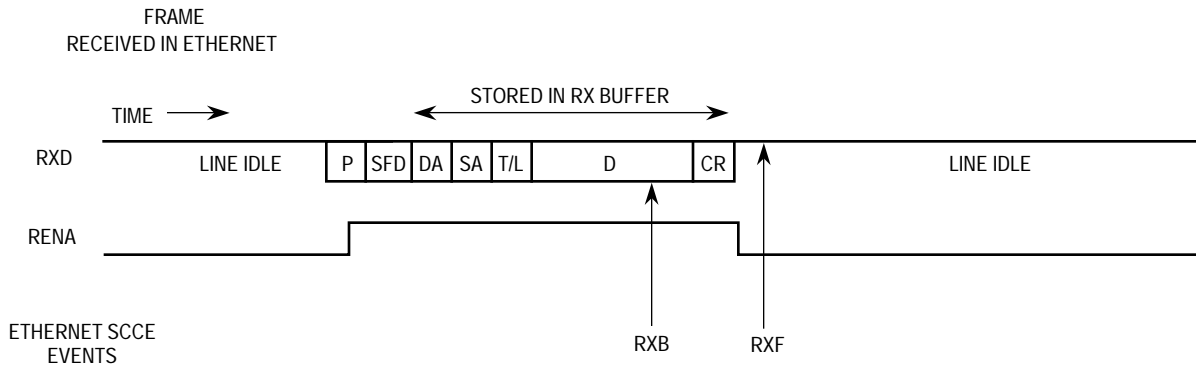 FRAME
RECEIVED IN ETHERNET
STORED IN RX BUFFER
TIME
RXD
LINE IDLE
P
SFD
DA
SA
T/L
D
CR
LINE IDLE
RENA
ETHERNET SCCE
EVENTS
RXB
RXF